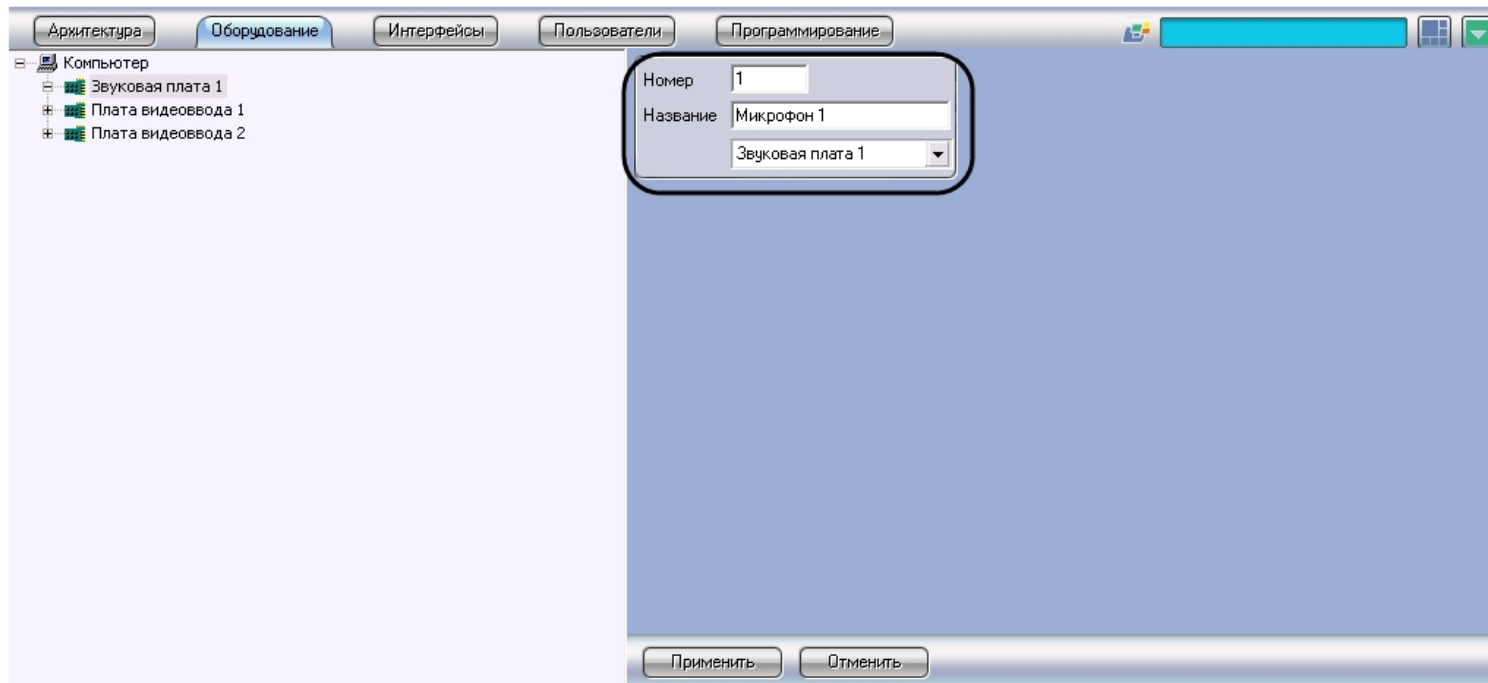 Архитектура Оборудование Интерфейсы Пользователи Программирование
Компьютер
Звуковая плата 1
Плата видеоввода 1
Плата видеоввода 2
Номер 1
Название Микрофон 1
Звуковая плата 1
Применить Отменить